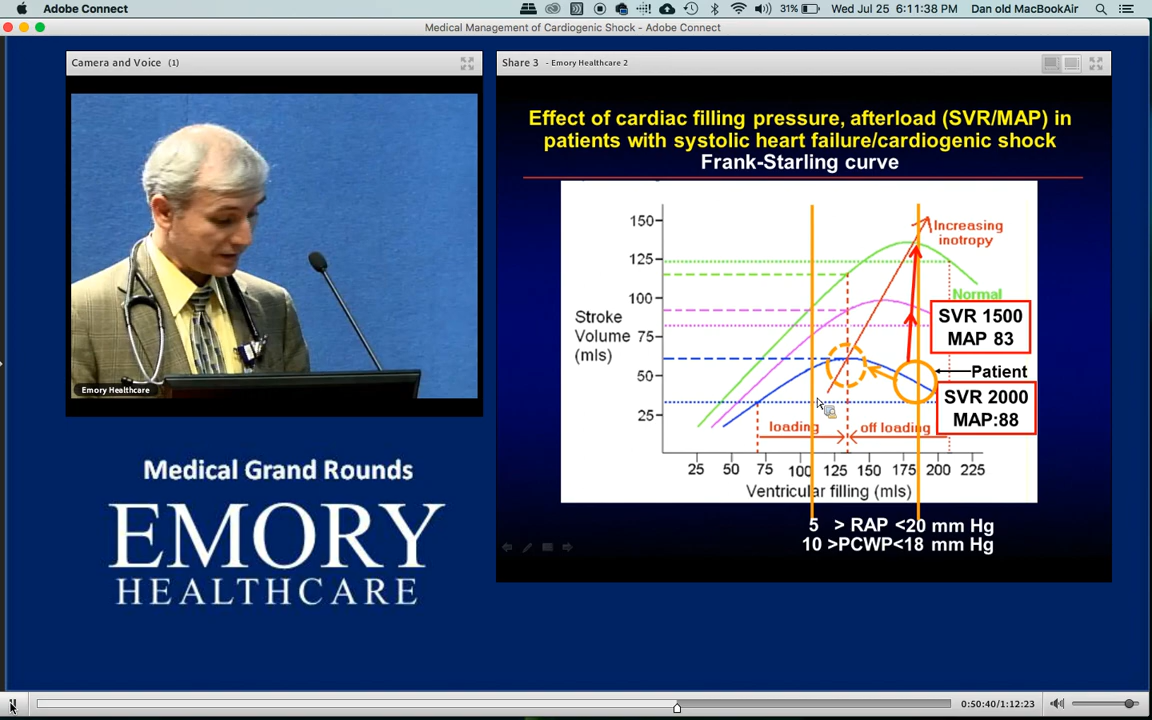 Adobe Connect
31%
Wed Jul 25 6:11:38 PM
Dan old MacBookAir
Medical Management of Cardiogenic Shock - Adobe Connect
Camera and Voice (1)
Share 3 - Emory Healthcare 2
Effect of cardiac filling pressure, afterload (SVR/MAP) in
patients with systolic heart failure/cardiogenic shock
Frank-Starling curve
150
125
100
75
50
25
Stroke
Volume
(mls)
Increasing
inotropy
Normal
SVR 1500
MAP 83
Patient
SVR 2000
MAP:88
loading
off loading
25 50 75 100 125 150 175 200 225
Ventricular filling (mls)
5 > RAP <20 mm Hg
10 >PCWP<18 mm Hg
Emory Healthcare
Medical Grand Rounds
EMORY
HEALTHCARE
0:50:40/1:12:23